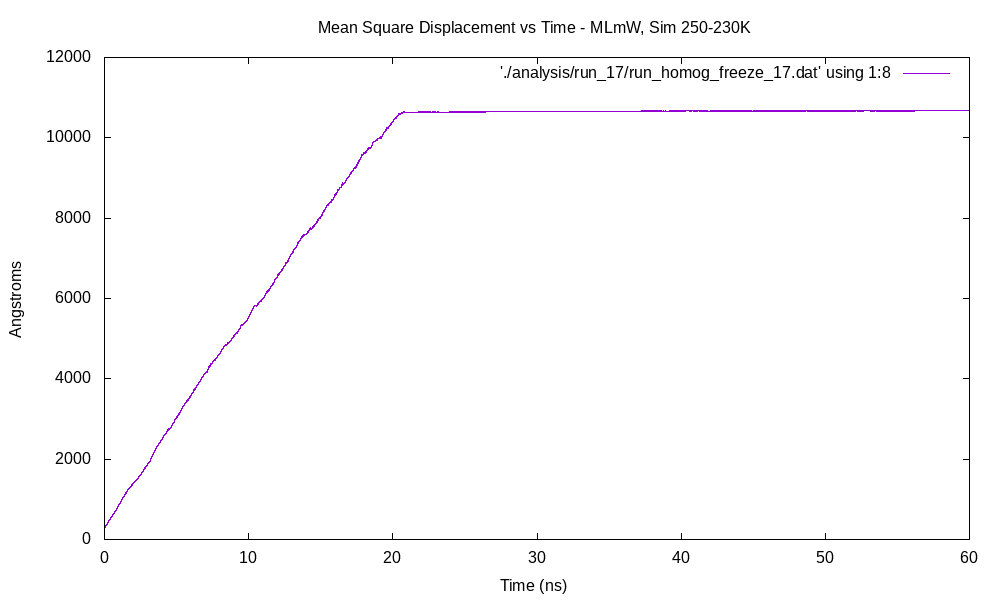 Mean Square Displacement vs Time - MLmW, Sim 250-230K
'./analysis/run_17/run_homog_freeze_17.dat' using 1:8
12000
10000
8000
6000
4000
2000
0
Angstroms
0 10 20 30 40 50 60
Time (ns)